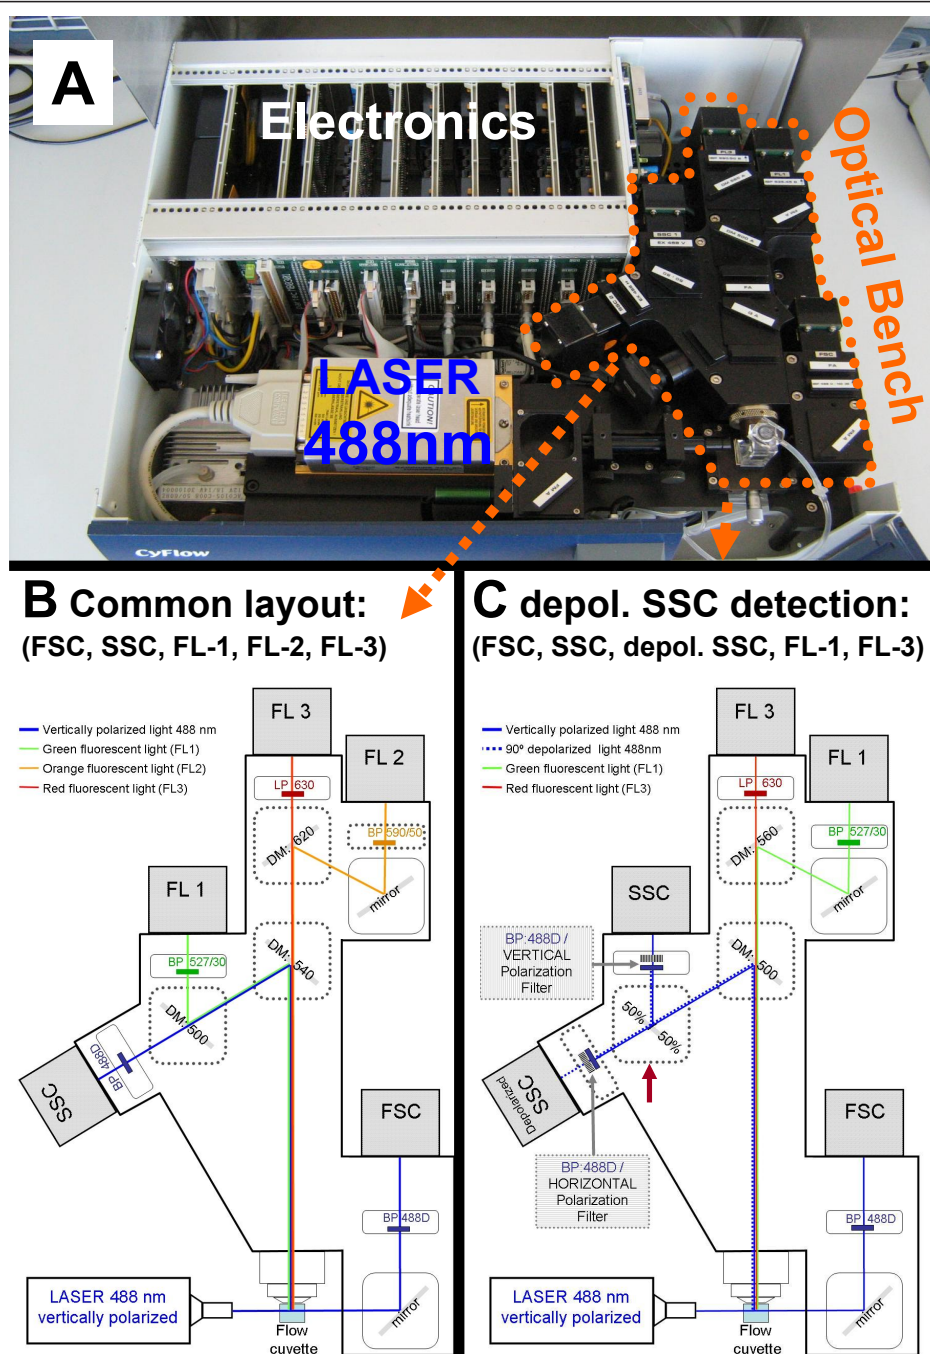 A
Electronics
Optical Bench
LASER
488nm
CAUTION!
CyFlow
FL3
FL2
SSC 1
FSC
B Common layout:
(FSC, SSC, FL-1, FL-2, FL-3)
Vertically polarized light 488 nm
Green fluorescent light (FL1)
Orange fluorescent light (FL2)
Red fluorescent light (FL3)
FL 3
FL 2
LP 630
BP 590/50
DM: 620
mirror
FL 1
BP 527/30
DM: 540
DM: 500
BP 488D
SSC
FSC
BP 488D
mirror
LASER 488 nm
vertically polarized
Flow
cuvette
C depol. SSC detection:
(FSC, SSC, depol. SSC, FL-1, FL-3)
Vertically polarized light 488 nm
90º depolarized light 488nm
Green fluorescent light (FL1)
Red fluorescent light (FL3)
FL 3
FL 1
LP 630
BP 527/30
DM: 560
mirror
SSC
BP:488D /
VERTICAL
Polarization
Filter
DM: 500
50%
50%
SSC
Depolarized
BP:488D /
HORIZONTAL
Polarization
Filter
FSC
BP 488D
mirror
LASER 488 nm
vertically polarized
Flow
cuvette